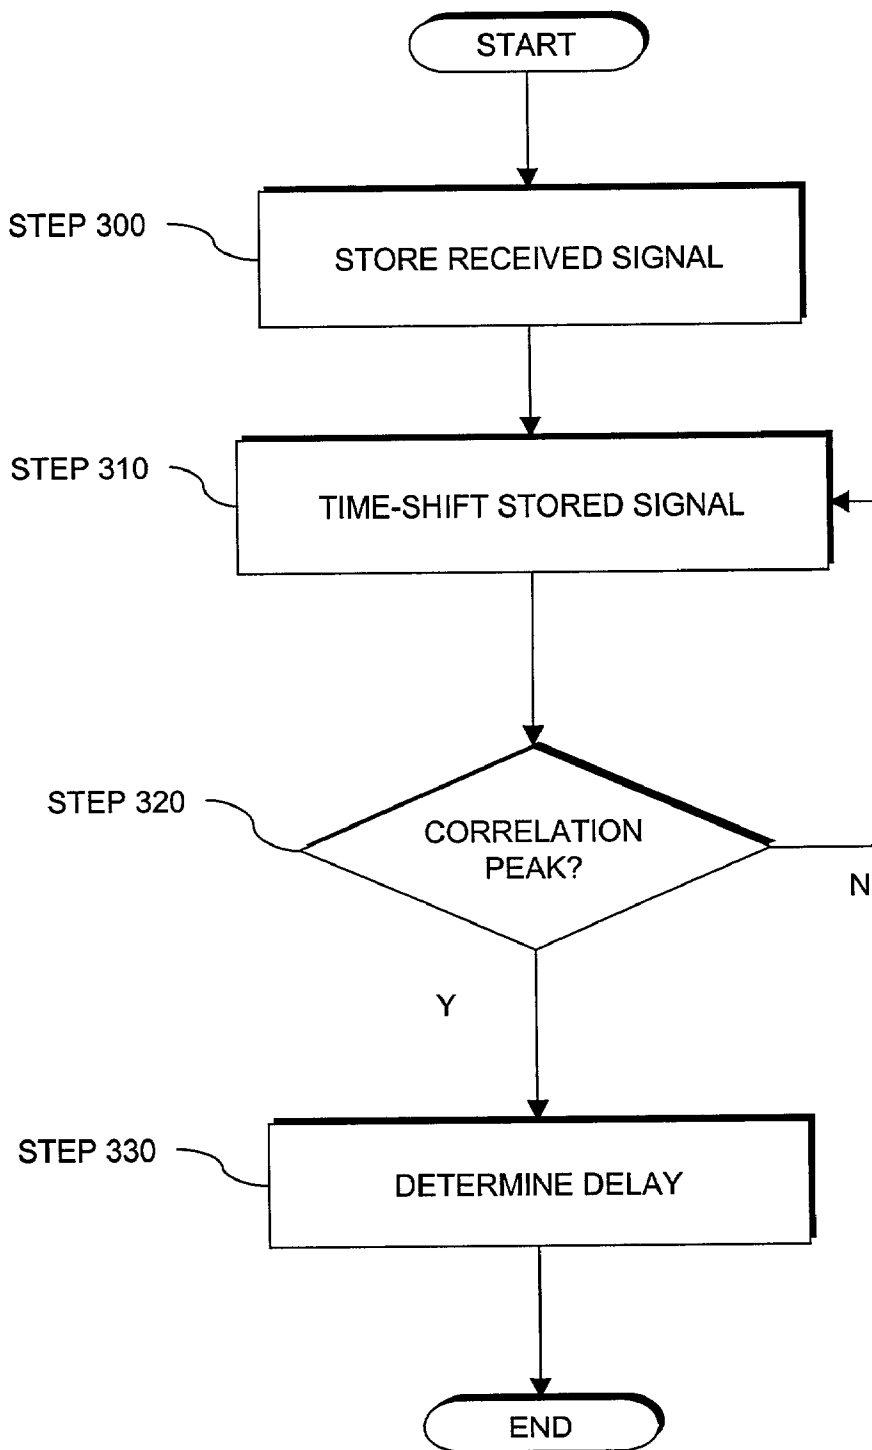 START
STEP 300
STORE RECEIVED SIGNAL
STEP 310
TIME-SHIFT STORED SIGNAL
STEP 320
CORRELATION
PEAK?
N
Y
STEP 330
DETERMINE DELAY
END